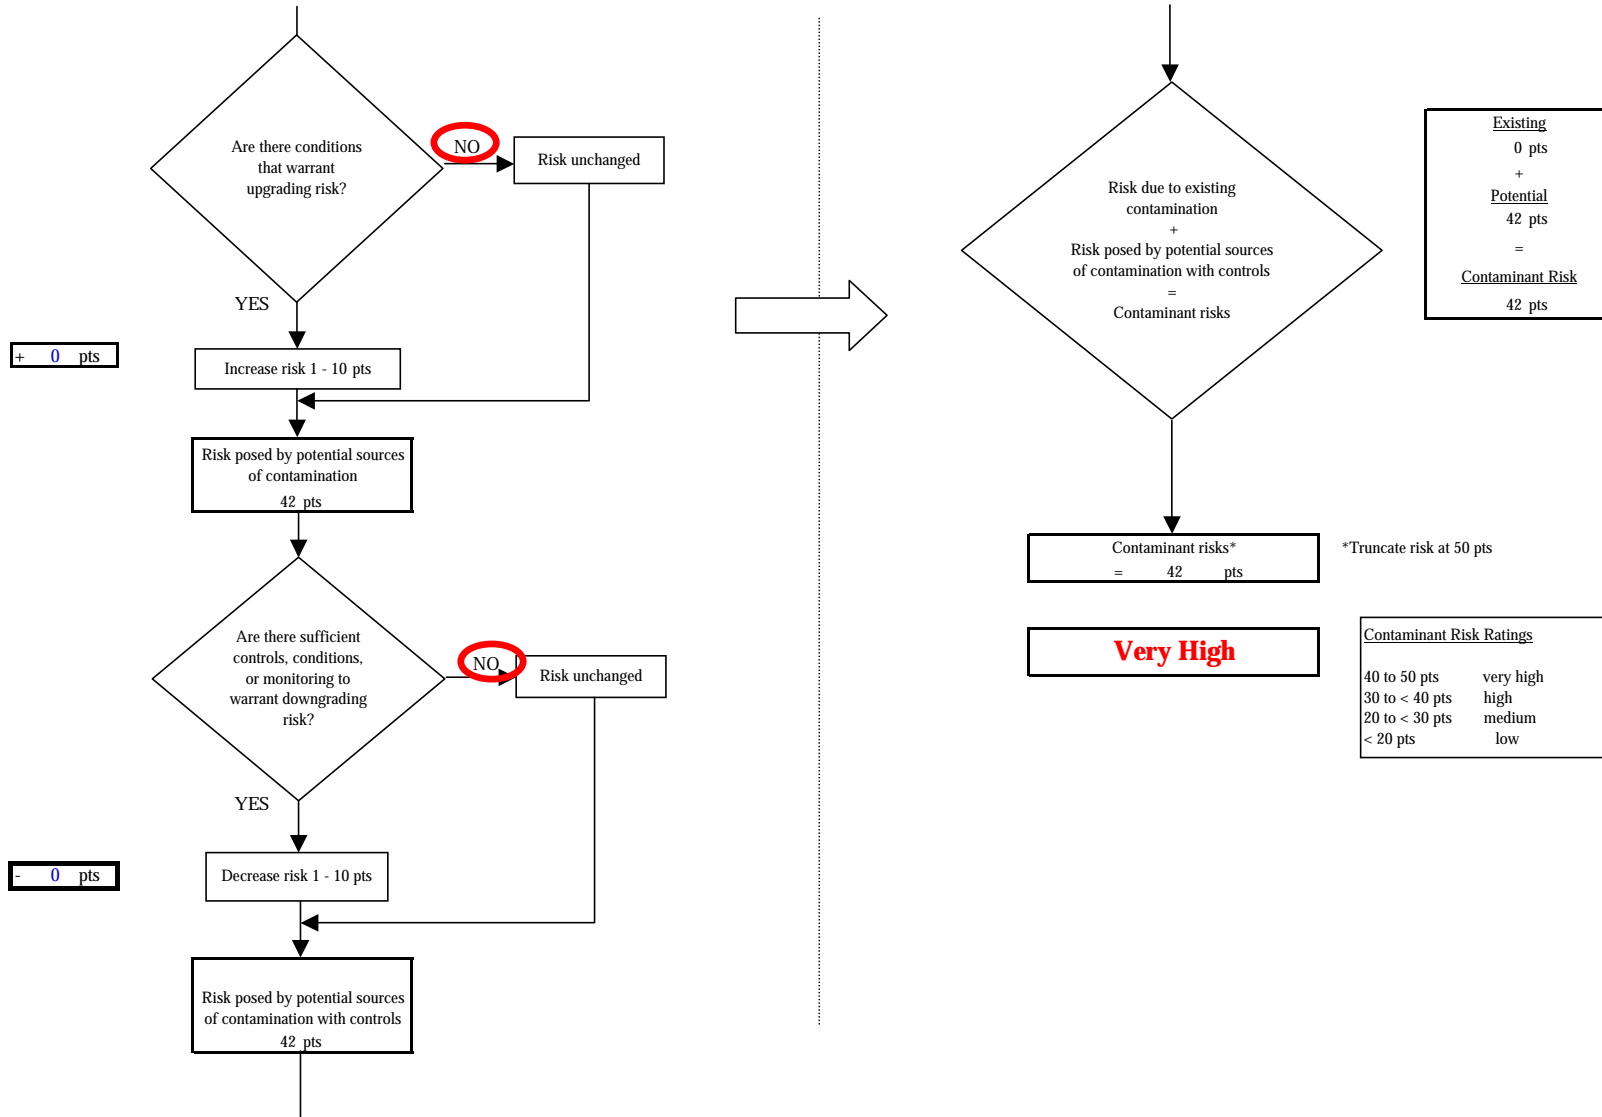 Are there conditions
that warrant
upgrading risk?
NO
Risk unchanged
YES
+ 0 pts
Increase risk 1 - 10 pts
Risk posed by potential sources
of contamination
42 pts
Are there sufficient
controls, conditions,
or monitoring to
warrant downgrading
risk?
NO
Risk unchanged
YES
- 0 pts
Decrease risk 1 - 10 pts
Risk posed by potential sources
of contamination with controls
42 pts
Risk due to existing
contamination
+
Risk posed by potential sources
of contamination with controls
=
Contaminant risks
Existing
0 pts
+
Potential
42 pts
=
Contaminant Risk
42 pts
Contaminant risks*
= 42 pts
*Truncate risk at 50 pts
Very High
Contaminant Risk Ratings
40 to 50 pts very high
30 to < 40 pts high
20 to < 30 pts medium
< 20 pts low